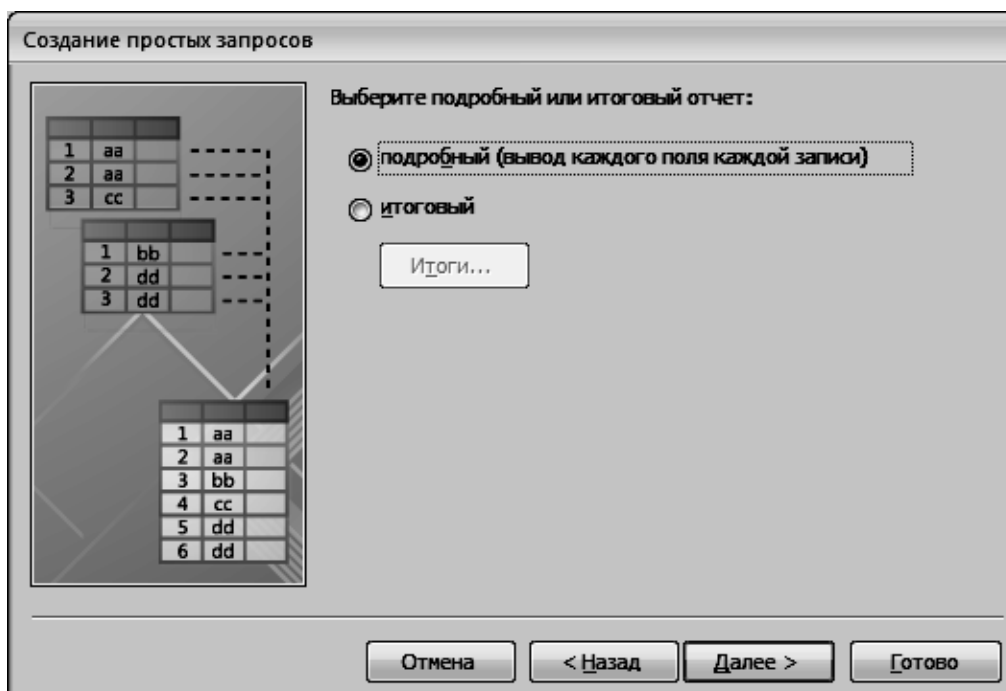 Создание простых запросов
Выберите подробный или итоговый отчет:
подробный (вывод каждого поля каждой записи)
итоговый
Итоги...
1 aa
2 aa
3 cc
1 bb
2 dd
3 dd
1 aa
2 aa
3 bb
4 cc
5 dd
6 dd
Отмена
< Назад
Далее >
Готово